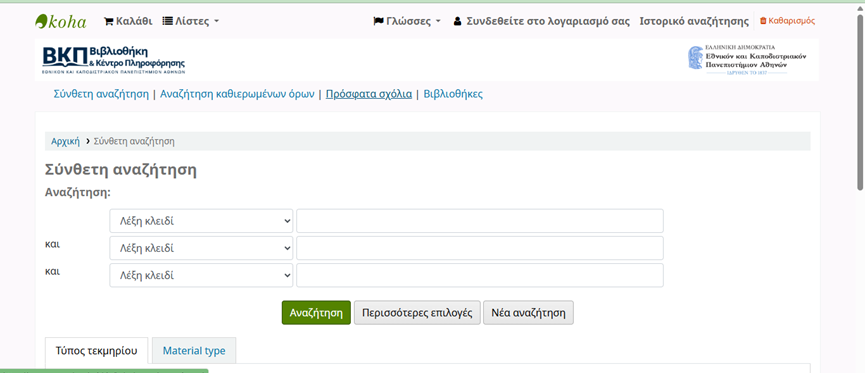 koha Καλάθι Λίστες Γλώσσες Συνδεθείτε στο λογαριασμό σας Ιστορικό αναζήτησης Καθαρισμός
ΒΚΠ Βιβλιοθήκη
& Κέντρο Πληροφόρησης
ΕΘΝΙΚΟΝ ΚΑΙ ΚΑΠΟΔΙΣΤΡΙΑΚΟΝ ΠΑΝΕΠΙΣΤΗΜΙΟΝ ΑΘΗΝΩΝ
ΕΛΛΗΝΙΚΗ ΔΗΜΟΚΡΑΤΙΑ
Εθνικόν και Καποδιστριακόν
Πανεπιστήμιον Αθηνών
ΙΔΡΥΘΕΝ ΤΟ 1837
Σύνθετη αναζήτηση | Αναζήτηση καθιερωμένων όρων | Πρόσφατα σχόλια | Βιβλιοθήκες
Αρχική Σύνθετη αναζήτηση
Σύνθετη αναζήτηση
Αναζήτηση:
Λέξη κλειδί
και Λέξη κλειδί
και Λέξη κλειδί
Αναζήτηση Περισσότερες επιλογές Νέα αναζήτηση
Τύπος τεκμηρίου Material type